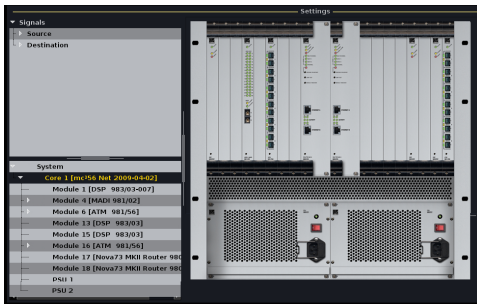 Settings
Signals
Source
Destination
System
Core 1 [mc²56 Net 2009-04-02]
Module 1 [DSP 983/03-007]
Module 4 [MADI 981/02]
Module 6 [ATM 981/56]
Module 13 [DSP 983/03]
Module 15 [DSP 983/03]
Module 16 [ATM 981/56]
Module 17 [Nova73 MKII Router 980
Module 18 [Nova73 MKII Router 980
PSU 1
PSU 2